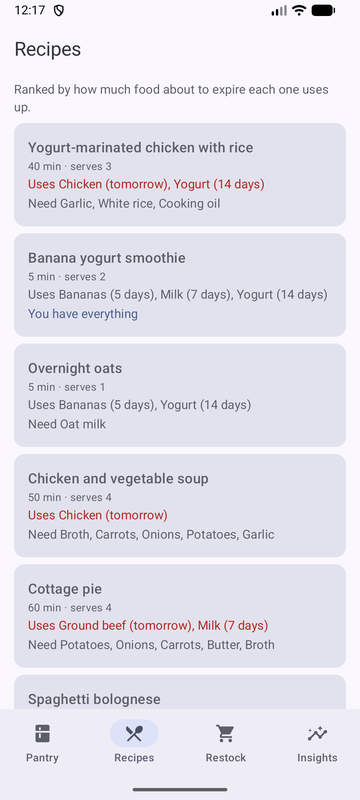 12:17
Recipes
Ranked by how much food about to expire each one uses
up.
Yogurt-marinated chicken with rice
40 min · serves 3
Uses Chicken (tomorrow), Yogurt (14 days)
Need Garlic, White rice, Cooking oil
Banana yogurt smoothie
5 min · serves 2
Uses Bananas (5 days), Milk (7 days), Yogurt (14 days)
You have everything
Overnight oats
5 min · serves 1
Uses Bananas (5 days), Yogurt (14 days)
Need Oat milk
Chicken and vegetable soup
50 min · serves 4
Uses Chicken (tomorrow)
Need Broth, Carrots, Onions, Potatoes, Garlic
Cottage pie
60 min · serves 4
Uses Ground beef (tomorrow), Milk (7 days)
Need Potatoes, Onions, Carrots, Butter, Broth
Spaghetti bolognese
Pantry
Recipes
Restock
Insights